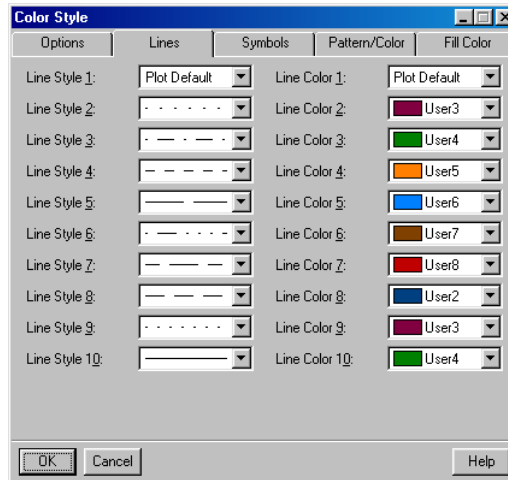 Color Style
Options Lines Symbols Pattern/Color Fill Color
Line Style 1: Plot Default Line Color 1: Plot Default
Line Style 2: Line Color 2: User3
Line Style 3: Line Color 3: User4
Line Style 4: Line Color 4: User5
Line Style 5: Line Color 5: User6
Line Style 6: Line Color 6: User7
Line Style 7: Line Color 7: User8
Line Style 8: Line Color 8: User2
Line Style 9: Line Color 9: User3
Line Style 10: Line Color 10: User4
OK Cancel Help